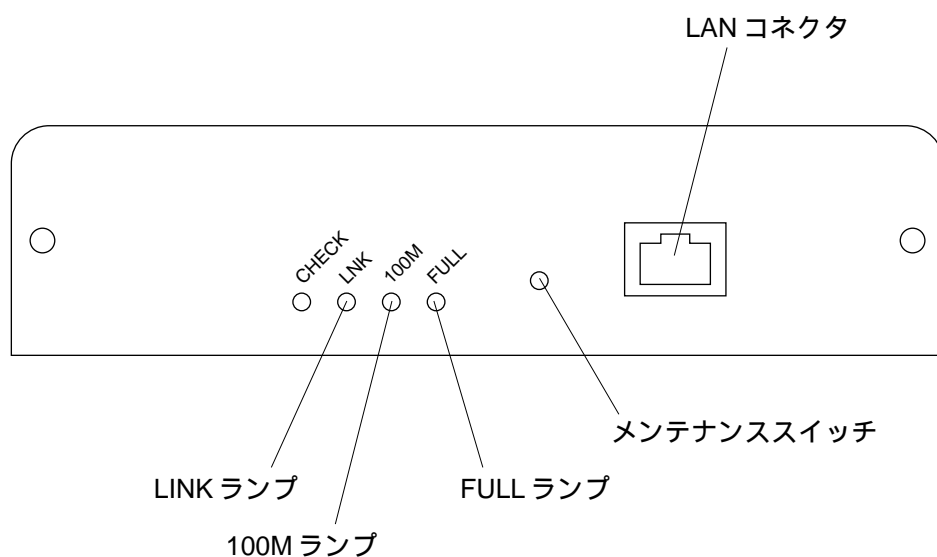 LAN コネクタ
CHECK
LNK
100M
FULL
メンテナンススイッチ
LINK ランプ
FULL ランプ
100M ランプ